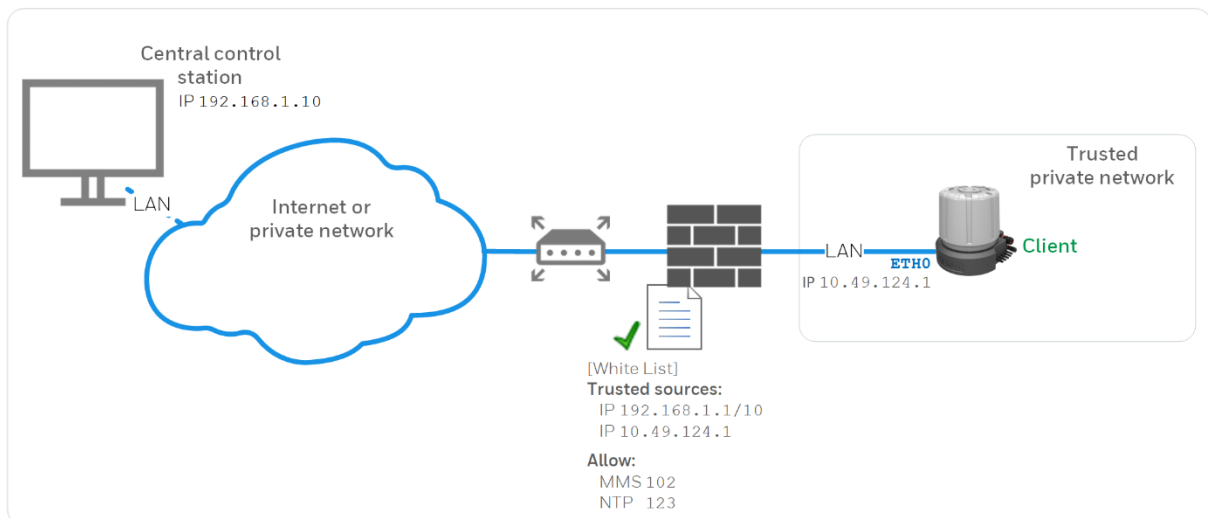 Central control
station
IP 192.168.1.10
LAN
Internet or
private network
Trusted
private network
Client
LAN
ETH0
IP 10.49.124.1
[White List]
Trusted sources:
IP 192.168.1.1/10
IP 10.49.124.1
Allow:
MMS 102
NTP 123